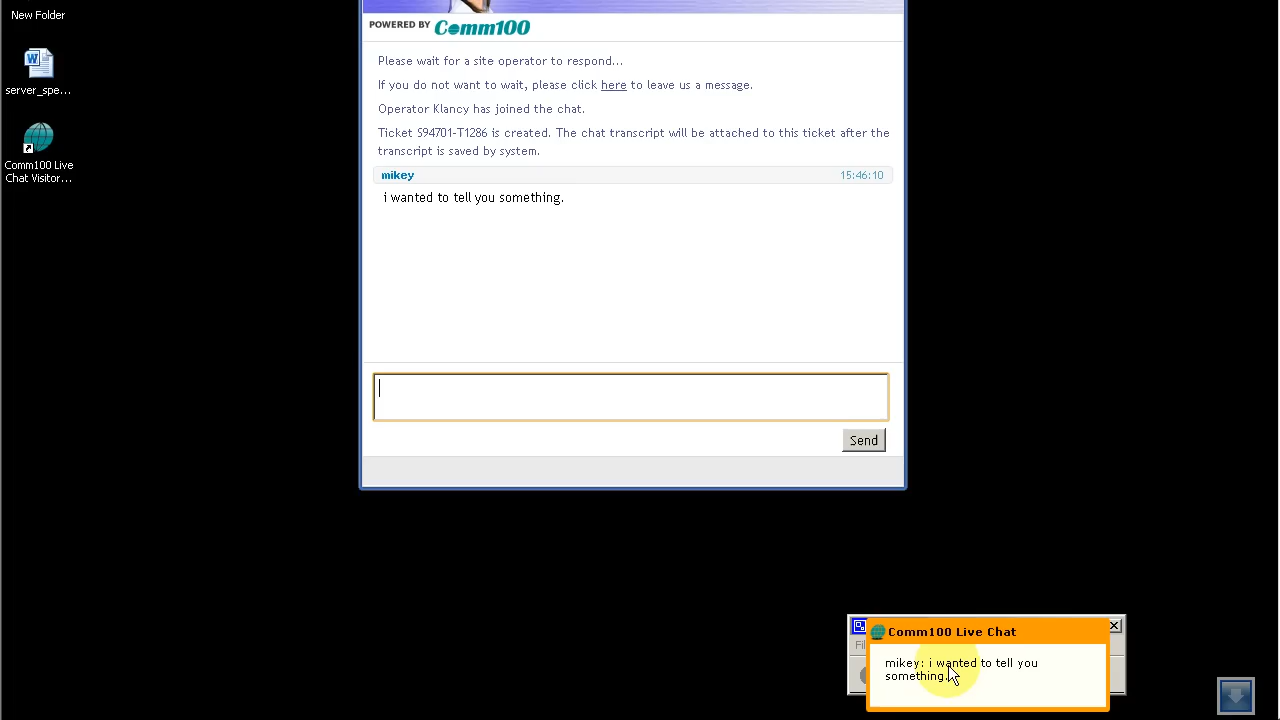 New Folder
server_spe...
Comm100 Live
Chat Visitor...
POWERED BY Comm100
Please wait for a site operator to respond...
If you do not want to wait, please click here to leave us a message.
Operator Klancy has joined the chat.
Ticket S94701-T1286 is created. The chat transcript will be attached to this ticket after the
transcript is saved by system.
mikey 15:46:10
i wanted to tell you something.
Send
Comm100 Live Chat
Fil
mikey: i wanted to tell you
something.